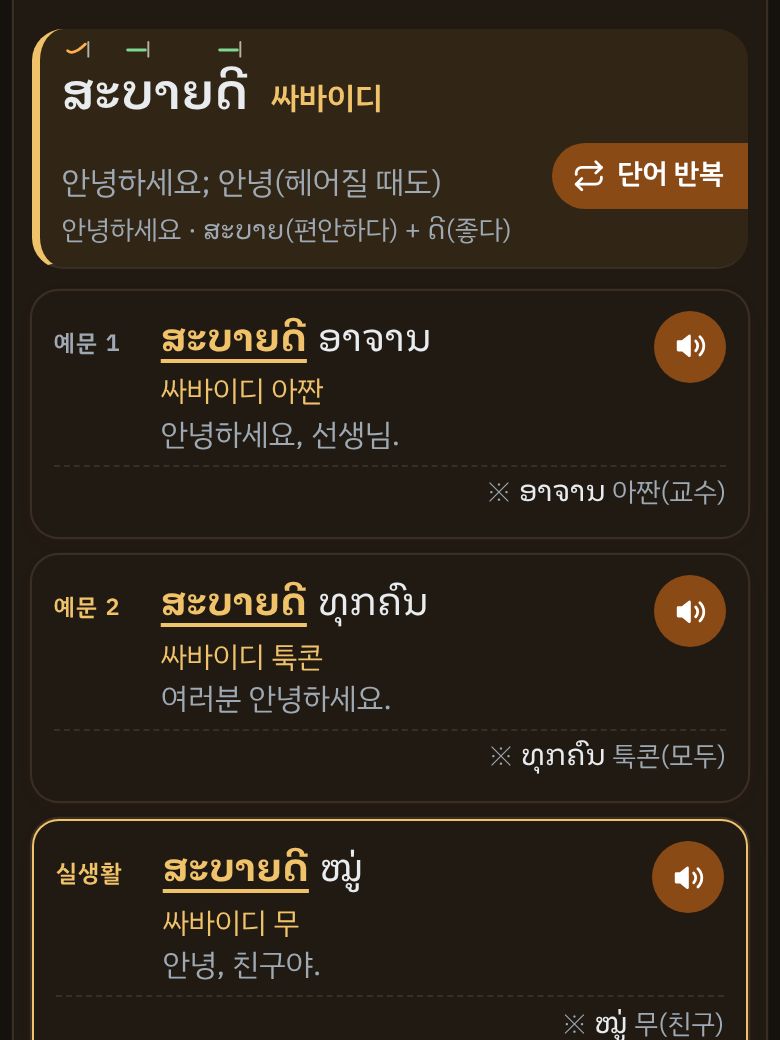 ສະບາຍດີ 싸바이디
안녕하세요; 안녕(헤어질 때도)
단어 반복
안녕하세요 · ສະບາຍ(편안하다) + ດີ(좋다)
예문 1
ສະບາຍດີ ອາຈານ
싸바이디 아짠
안녕하세요, 선생님.
※ ອາຈານ 아짠(교수)
예문 2
ສະບາຍດີ ທຸກຄົນ
싸바이디 툭콘
여러분 안녕하세요.
※ ທຸກຄົນ 툭콘(모두)
실생활
ສະບາຍດີ ໝູ່
싸바이디 무
안녕, 친구야.
※ ໝູ່ 무(친구)